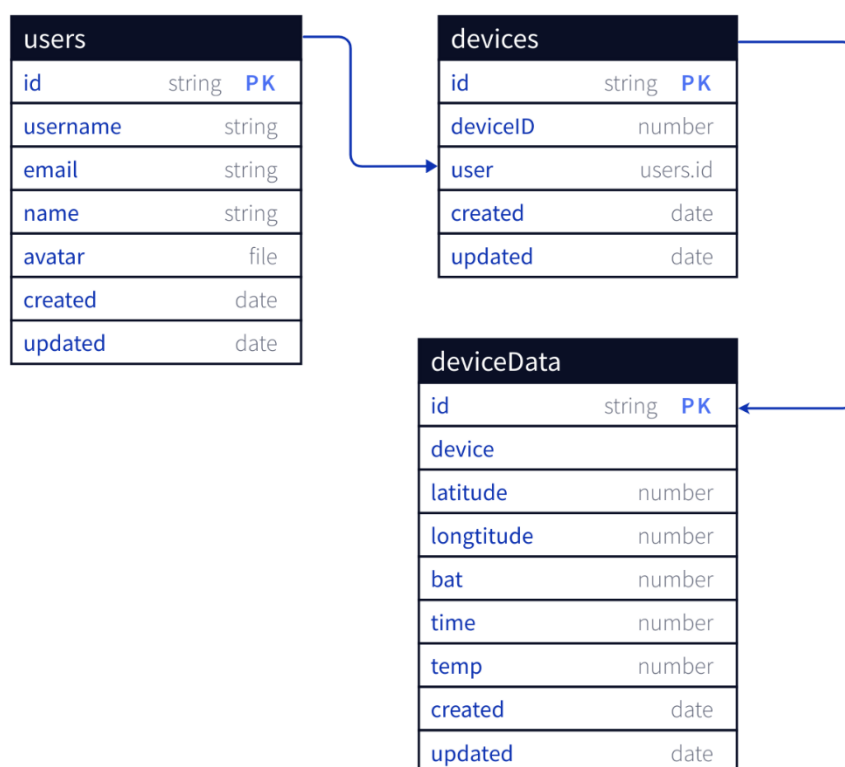 users
id string PK
username string
email string
name string
avatar file
created date
updated date
devices
id string PK
deviceID number
user users.id
created date
updated date
deviceData
id string PK
device
latitude number
longtitude number
bat number
time number
temp number
created date
updated date